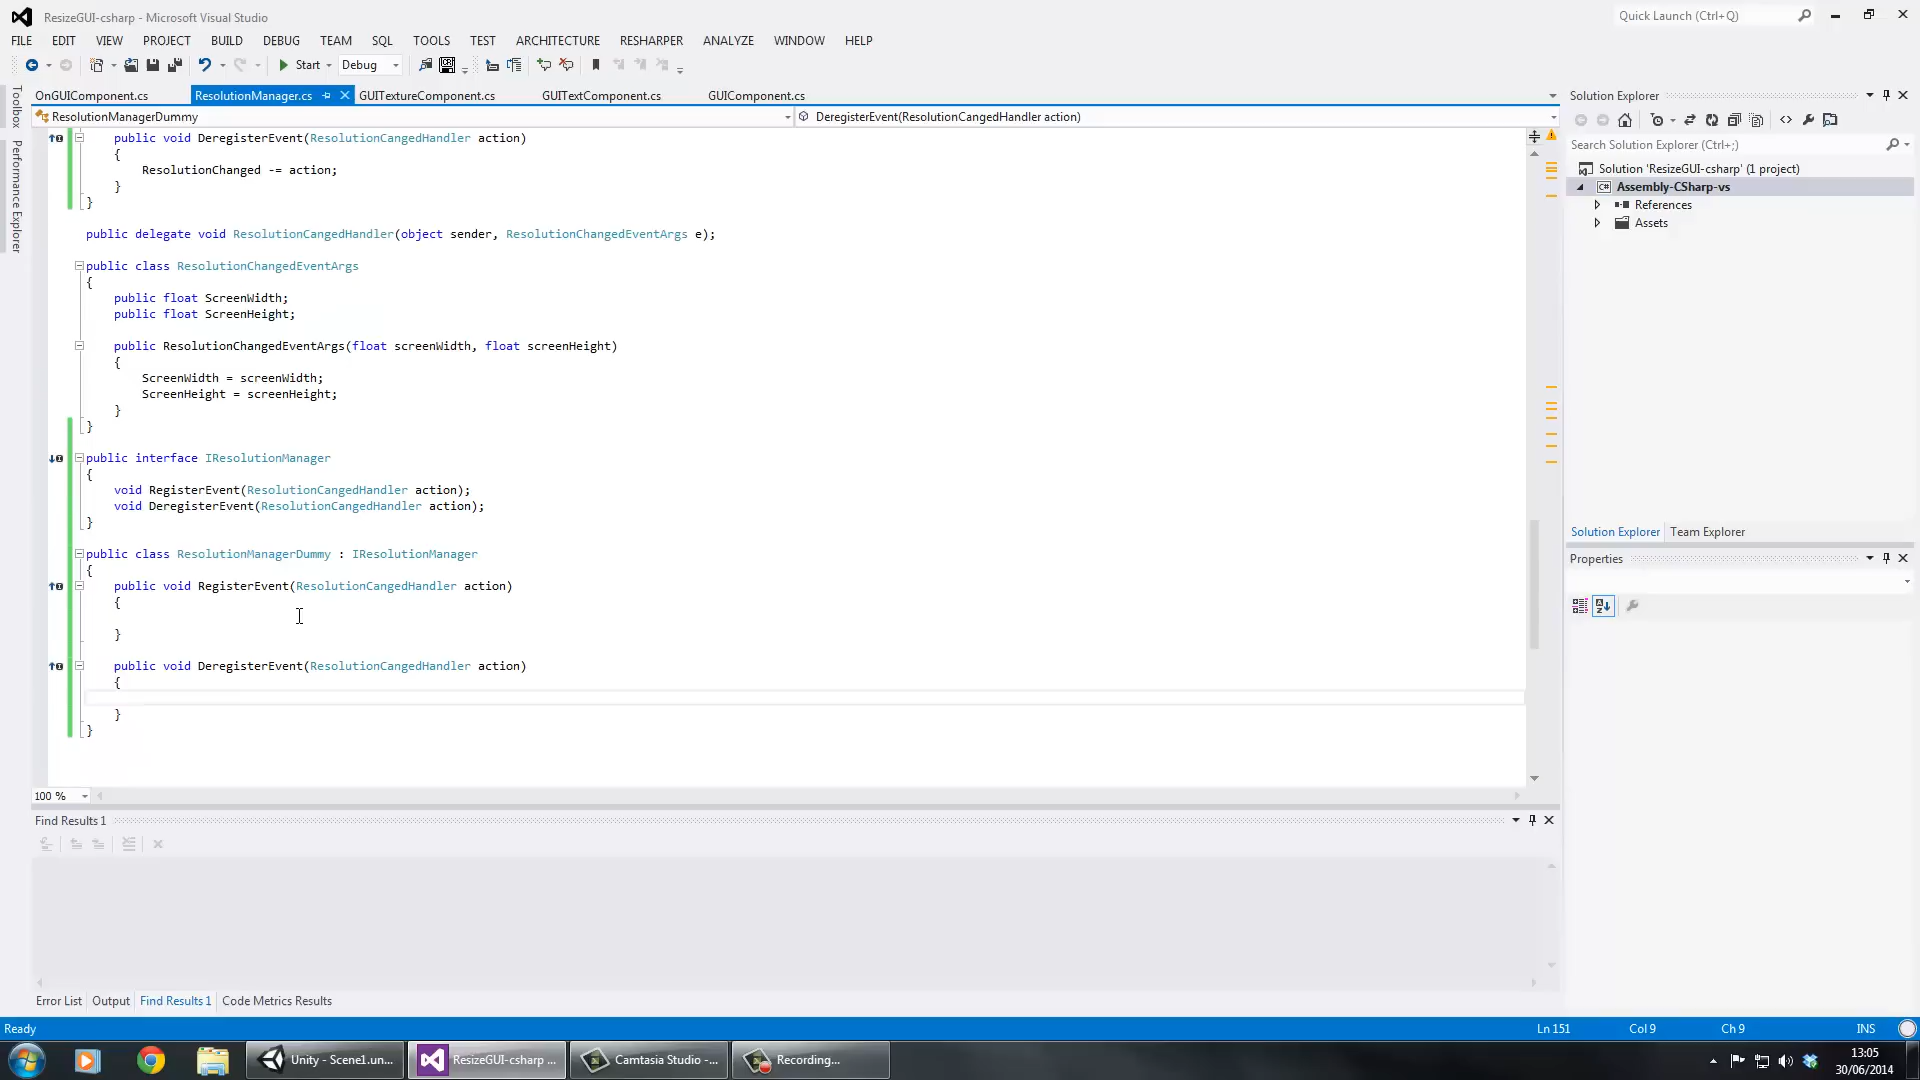 ResizeGUI-csharp - Microsoft Visual Studio
Quick Launch (Ctrl+Q)
FILE EDIT VIEW PROJECT BUILD DEBUG TEAM SQL TOOLS TEST ARCHITECTURE RESHARPER ANALYZE WINDOW HELP
Start Debug
OnGUIComponent.cs ResolutionManager.cs GUITextureComponent.cs GUITextComponent.cs GUIComponent.cs
ResolutionManagerDummy DeregisterEvent(ResolutionCangedHandler action)
Toolbox
Performance Explorer
public void DeregisterEvent(ResolutionCangedHandler action)
{
ResolutionChanged -= action;
}
}
public delegate void ResolutionCangedHandler(object sender, ResolutionChangedEventArgs e);
public class ResolutionChangedEventArgs
{
public float ScreenWidth;
public float ScreenHeight;
public ResolutionChangedEventArgs(float screenWidth, float screenHeight)
{
ScreenWidth = screenWidth;
ScreenHeight = screenHeight;
}
}
public interface IResolutionManager
{
void RegisterEvent(ResolutionCangedHandler action);
void DeregisterEvent(ResolutionCangedHandler action);
}
public class ResolutionManagerDummy : IResolutionManager
{
public void RegisterEvent(ResolutionCangedHandler action)
{
}
public void DeregisterEvent(ResolutionCangedHandler action)
{
}
}
100 %
Solution Explorer
Search Solution Explorer (Ctrl+;)
Solution 'ResizeGUI-csharp' (1 project)
C# Assembly-CSharp-vs
References
Assets
Solution Explorer Team Explorer
Properties
Find Results 1
Error List Output Find Results 1 Code Metrics Results
Ready Ln 151 Col 9 Ch 9 INS
Unity - Scene1.un... ResizeGUI-csharp ... Camtasia Studio -... Recording...
13:05
30/06/2014